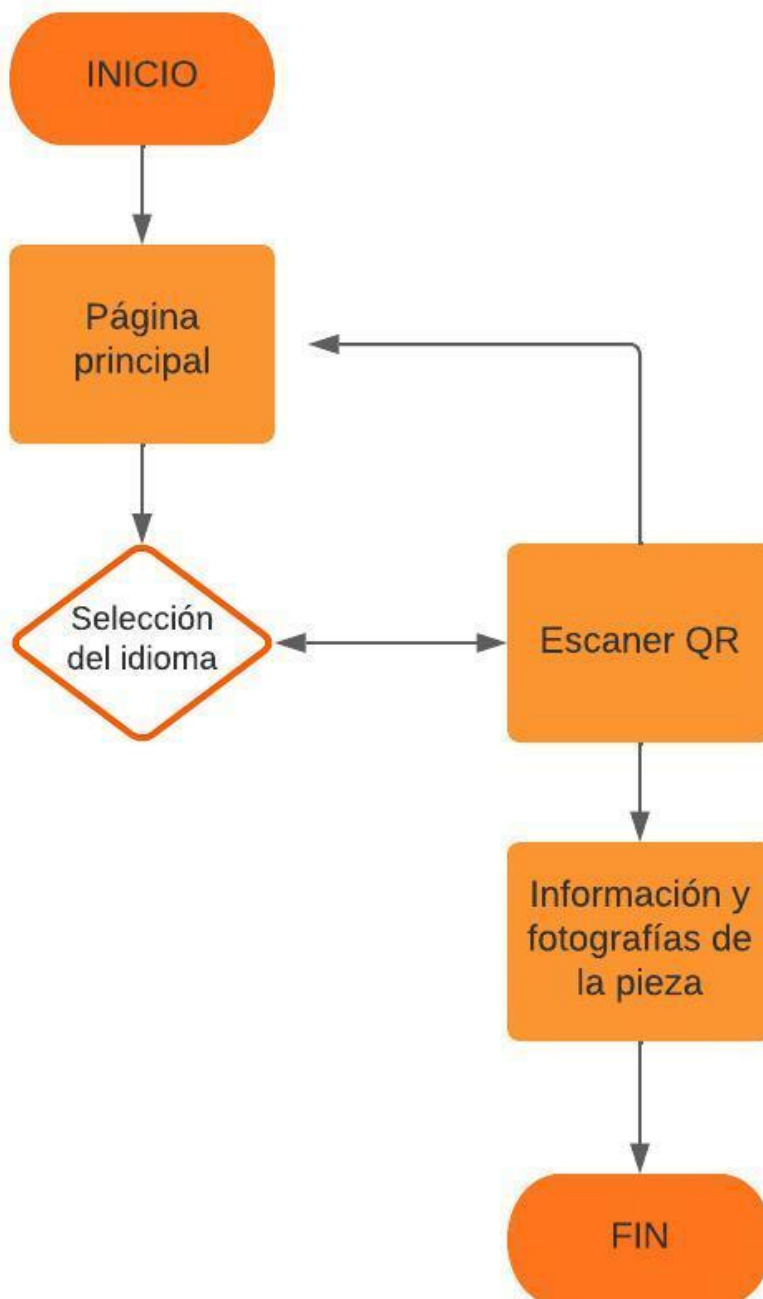 INICIO
Página
principal
Selección
del idioma
Escaner QR
Información y
fotografías de
la pieza
FIN